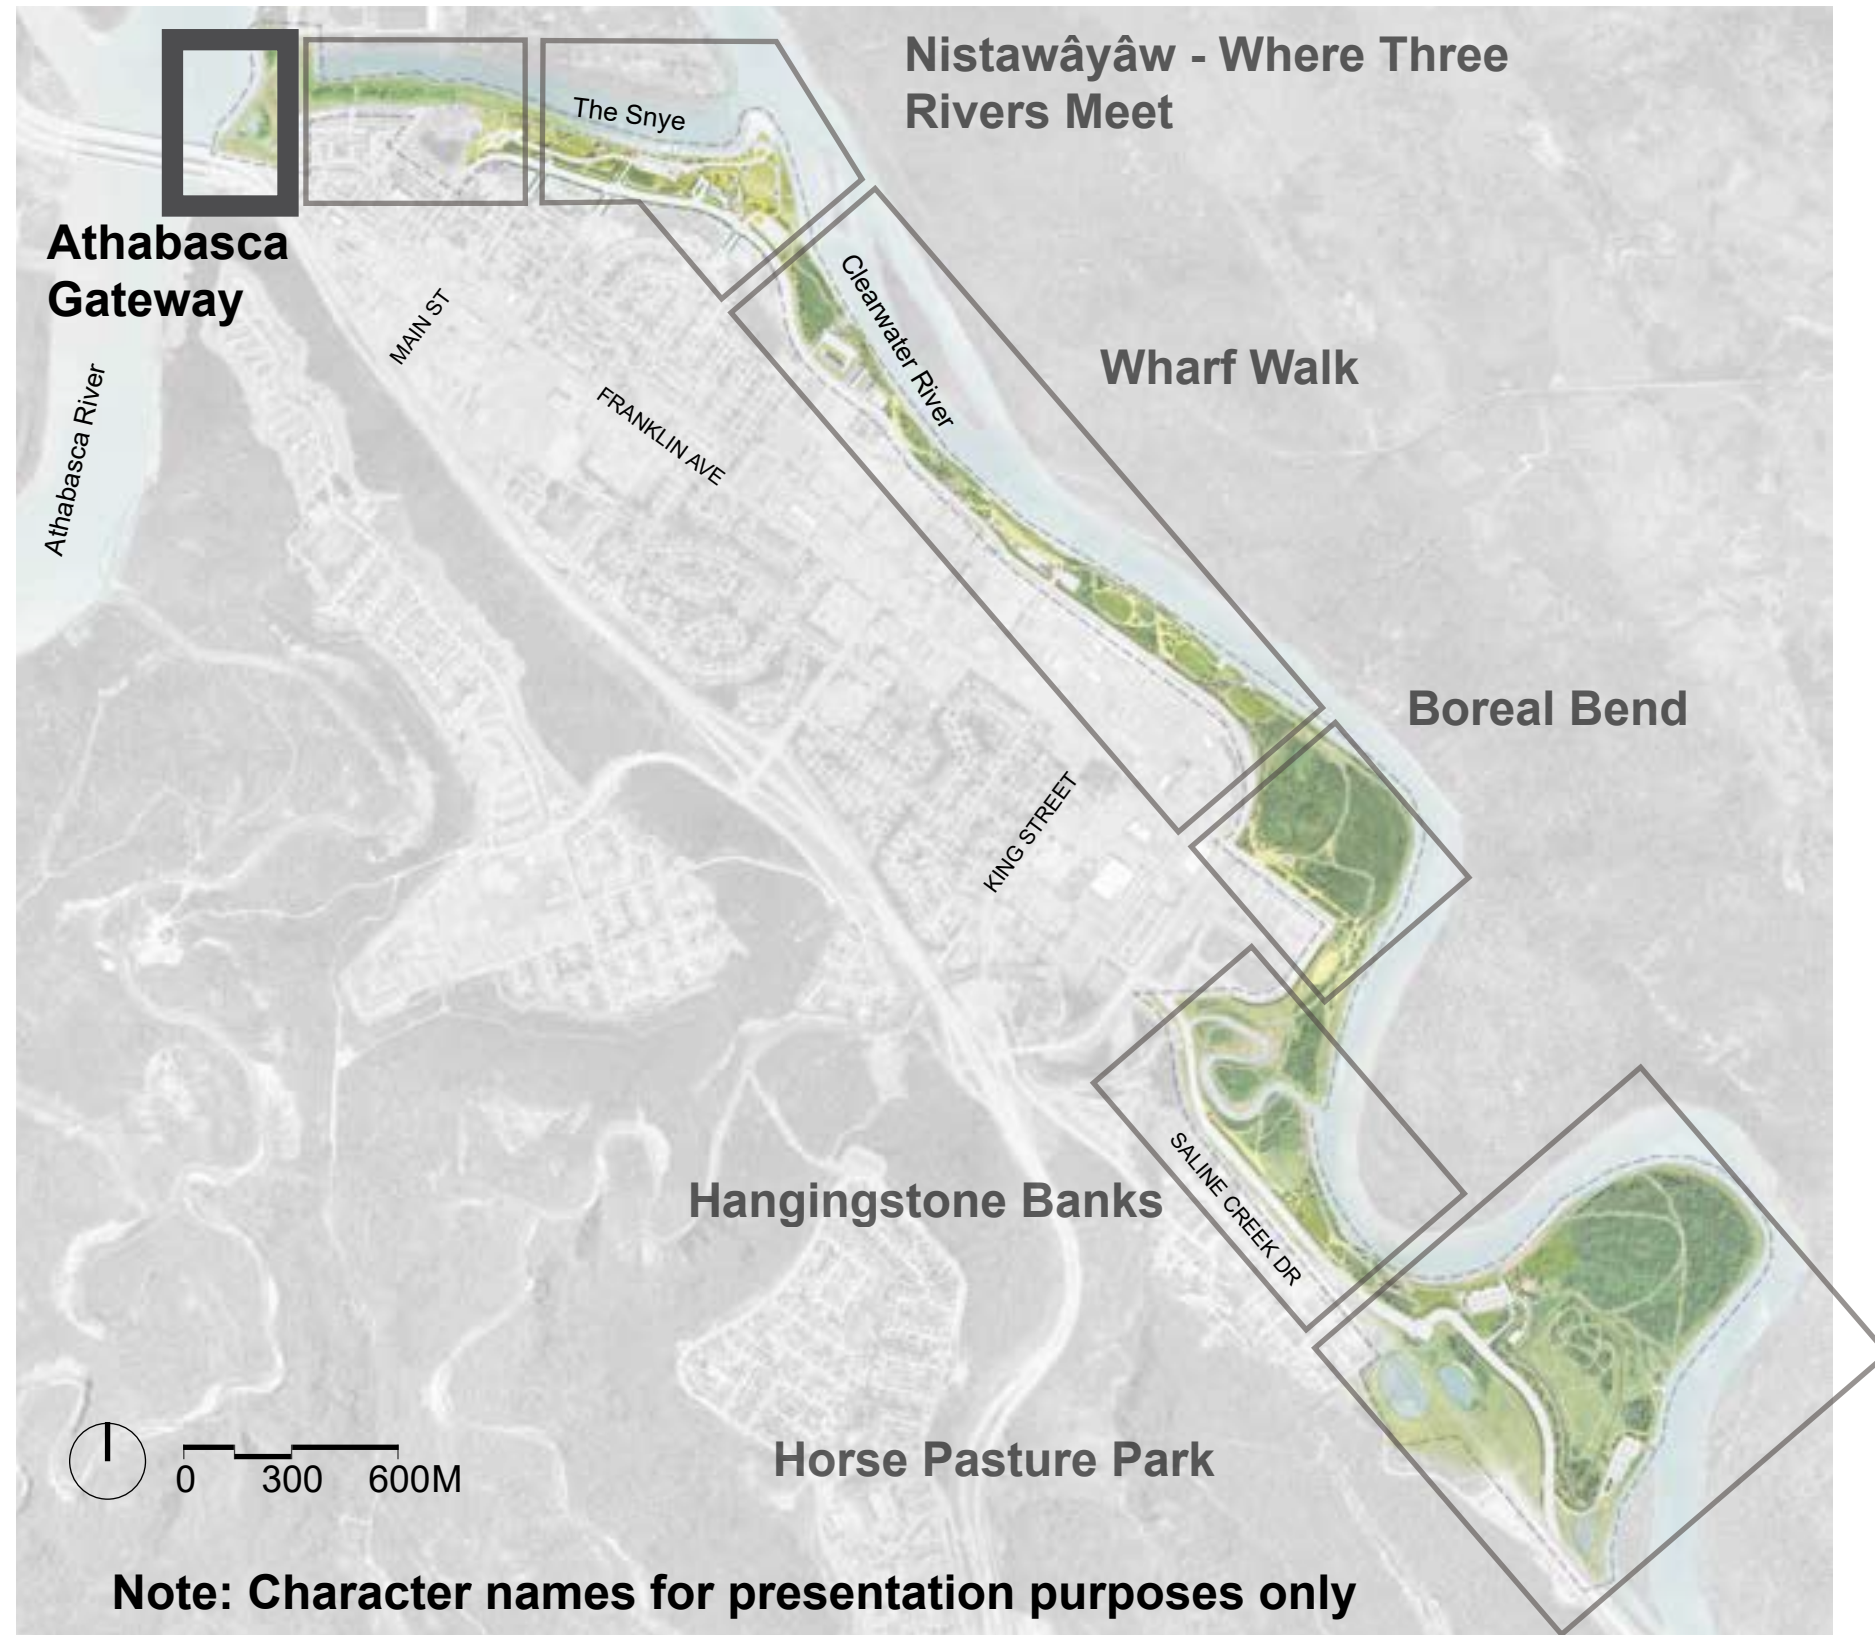 Nistawâyâw - Where Three
Rivers Meet
The Snye
Athabasca
Gateway
Clearwater River
MAIN ST
Wharf Walk
Athabasca River
FRANKLIN AVE
Boreal Bend
KING STREET
Hangingstone Banks
SALINE CREEK DR
Horse Pasture Park
0 300 600M
Note: Character names for presentation purposes only